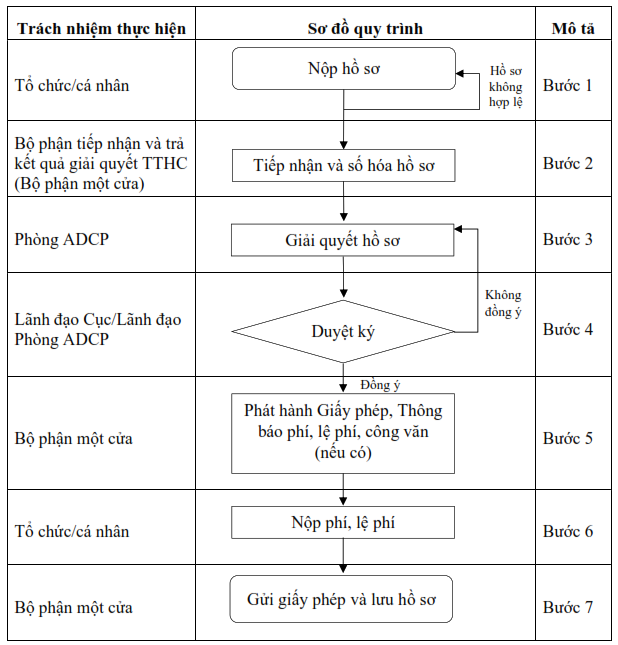 Trách nhiệm thực hiện
Sơ đồ quy trình
Mô tả
Tổ chức/cá nhân
Nộp hồ sơ
Hồ sơ
không
hợp lệ
Bước 1
Bộ phận tiếp nhận và trả
kết quả giải quyết TTHC
(Bộ phận một cửa)
Tiếp nhận và số hóa hồ sơ
Bước 2
Phòng ADCP
Giải quyết hồ sơ
Bước 3
Lãnh đạo Cục/Lãnh đạo
Phòng ADCP
Duyệt ký
Không
đồng ý
Bước 4
Đồng ý
Bộ phận một cửa
Phát hành Giấy phép, Thông
báo phí, lệ phí, công văn
(nếu có)
Bước 5
Tổ chức/cá nhân
Nộp phí, lệ phí
Bước 6
Bộ phận một cửa
Gửi giấy phép và lưu hồ sơ
Bước 7